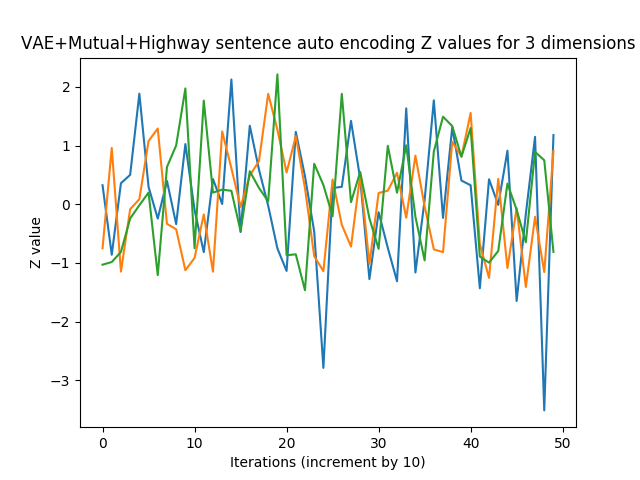 VAE+Mutual+Highway sentence auto encoding Z values for 3 dimensions
2
1
0
−1
−2
−3
Z value
0 10 20 30 40 50
Iterations (increment by 10)